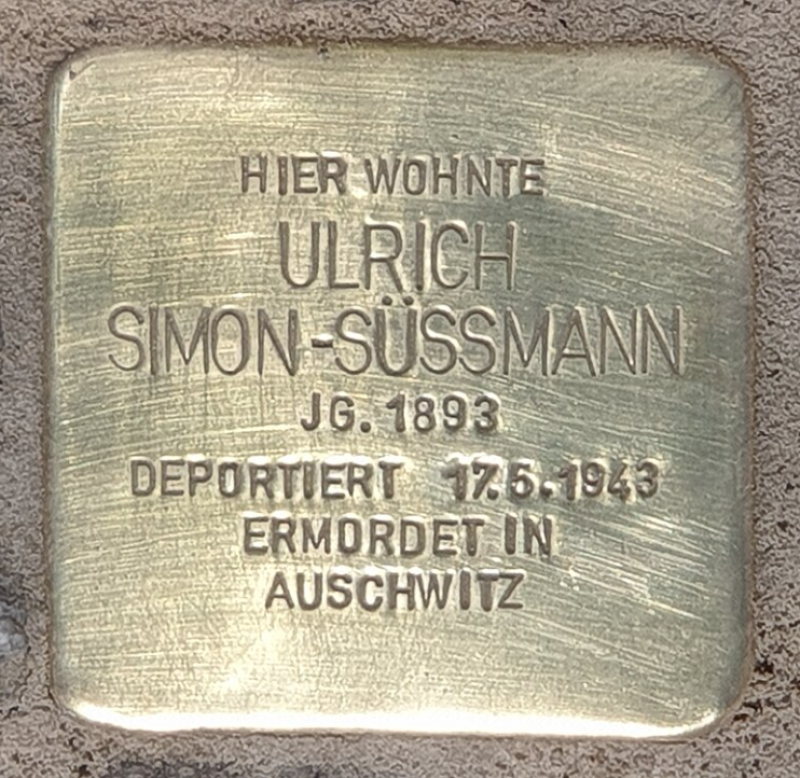 HIER WOHNTE
ULRICH
SIMON-SÜSSMANN
JG. 1893
DEPORTIERT 17.5.1943
ERMORDET IN
AUSCHWITZ